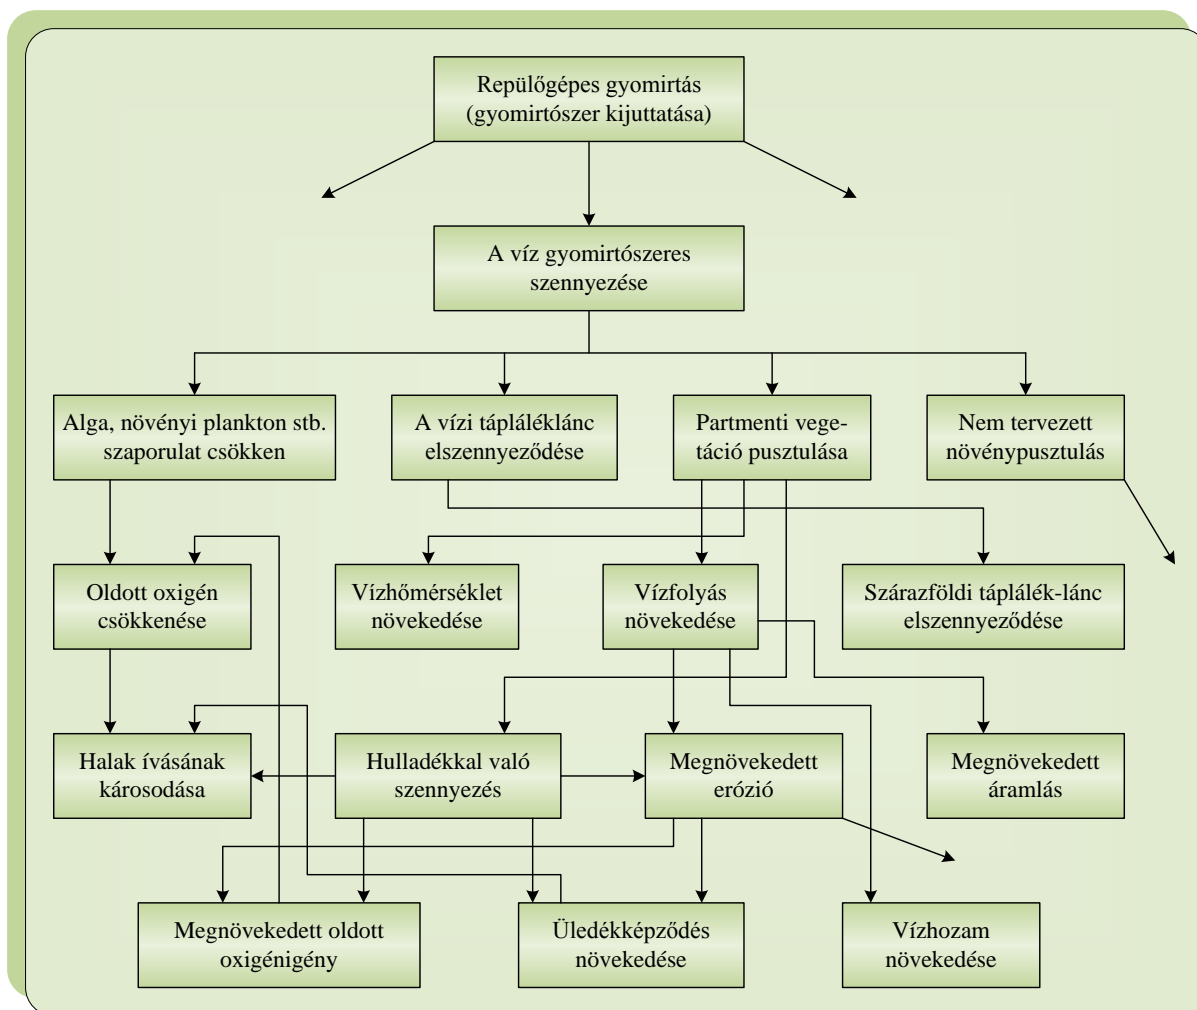 Repülőgépes gyomirtás
(gyomirtószer kijuttatása)
A víz gyomirtószeres
szennyezése
Alga, növényi plankton stb.
szaporulat csökken
A vízi tápláléklánc
elszennyeződése
Partmenti vege-
táció pusztulása
Nem tervezett
növénypusztulás
Oldott oxigén
csökkenése
Vízhőmérséklet
növekedése
Vízfolyás
növekedése
Szárazföldi táplálék-lánc
elszennyeződése
Halak ívásának
károsodása
Hulladékkal való
szennyezés
Megnövekedett
erózió
Megnövekedett
áramlás
Megnövekedett oldott
oxigénigény
Üledékképződés
növekedése
Vízhozam
növekedése